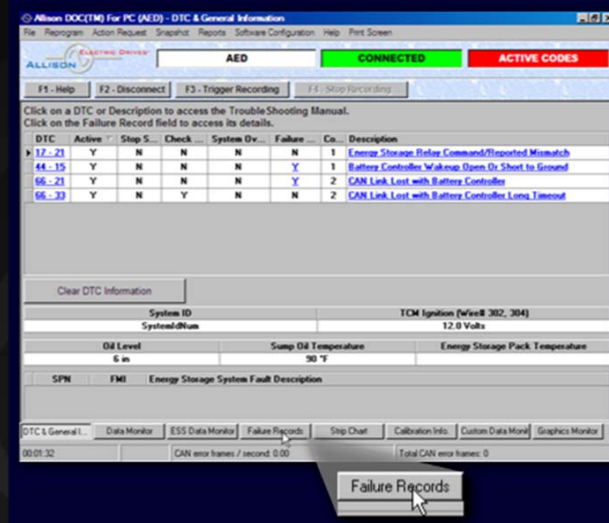 Allison DOC(TM) For PC (AED) - DTC & General Information
File Reprogram Action Request Snapshot Reports Software Configuration Help Print Screen
ALLISON ELECTRIC DRIVES AED CONNECTED ACTIVE CODES
F1 - Help F2 - Disconnect F3 - Trigger Recording F4 - Stop Recording
Click on a DTC or Description to access the TroubleShooting Manual.
Click on the Failure Record field to access its details.
DTC Active Stop S... Check ... System Ov... Failure ... Co... Description
17 - 21 Y N N N N 1 Energy Storage Relay Command/Reported Mismatch
44 - 15 Y N N N Y 1 Battery Controller Wakeup Open Or Short to Ground
66 - 21 Y N N N Y 2 CAN Link Lost with Battery Controller
66 - 33 Y N Y N N 2 CAN Link Lost with Battery Controller Long Timeout
Clear DTC Information
System ID TCM Ignition (Wire# 302, 304)
SystemIdNum 12.0 Volts
Oil Level Sump Oil Temperature Energy Storage Pack Temperature
6 in 90 °F
SPN FMI Energy Storage System Fault Description
DTC & General I... Data Monitor ESS Data Monitor Failure Records Strip Chart Calibration Info. Custom Data Monit Graphics Monitor
00:01:32 CAN error frames / second: 0.00 Total CAN error frames: 0
Failure Records